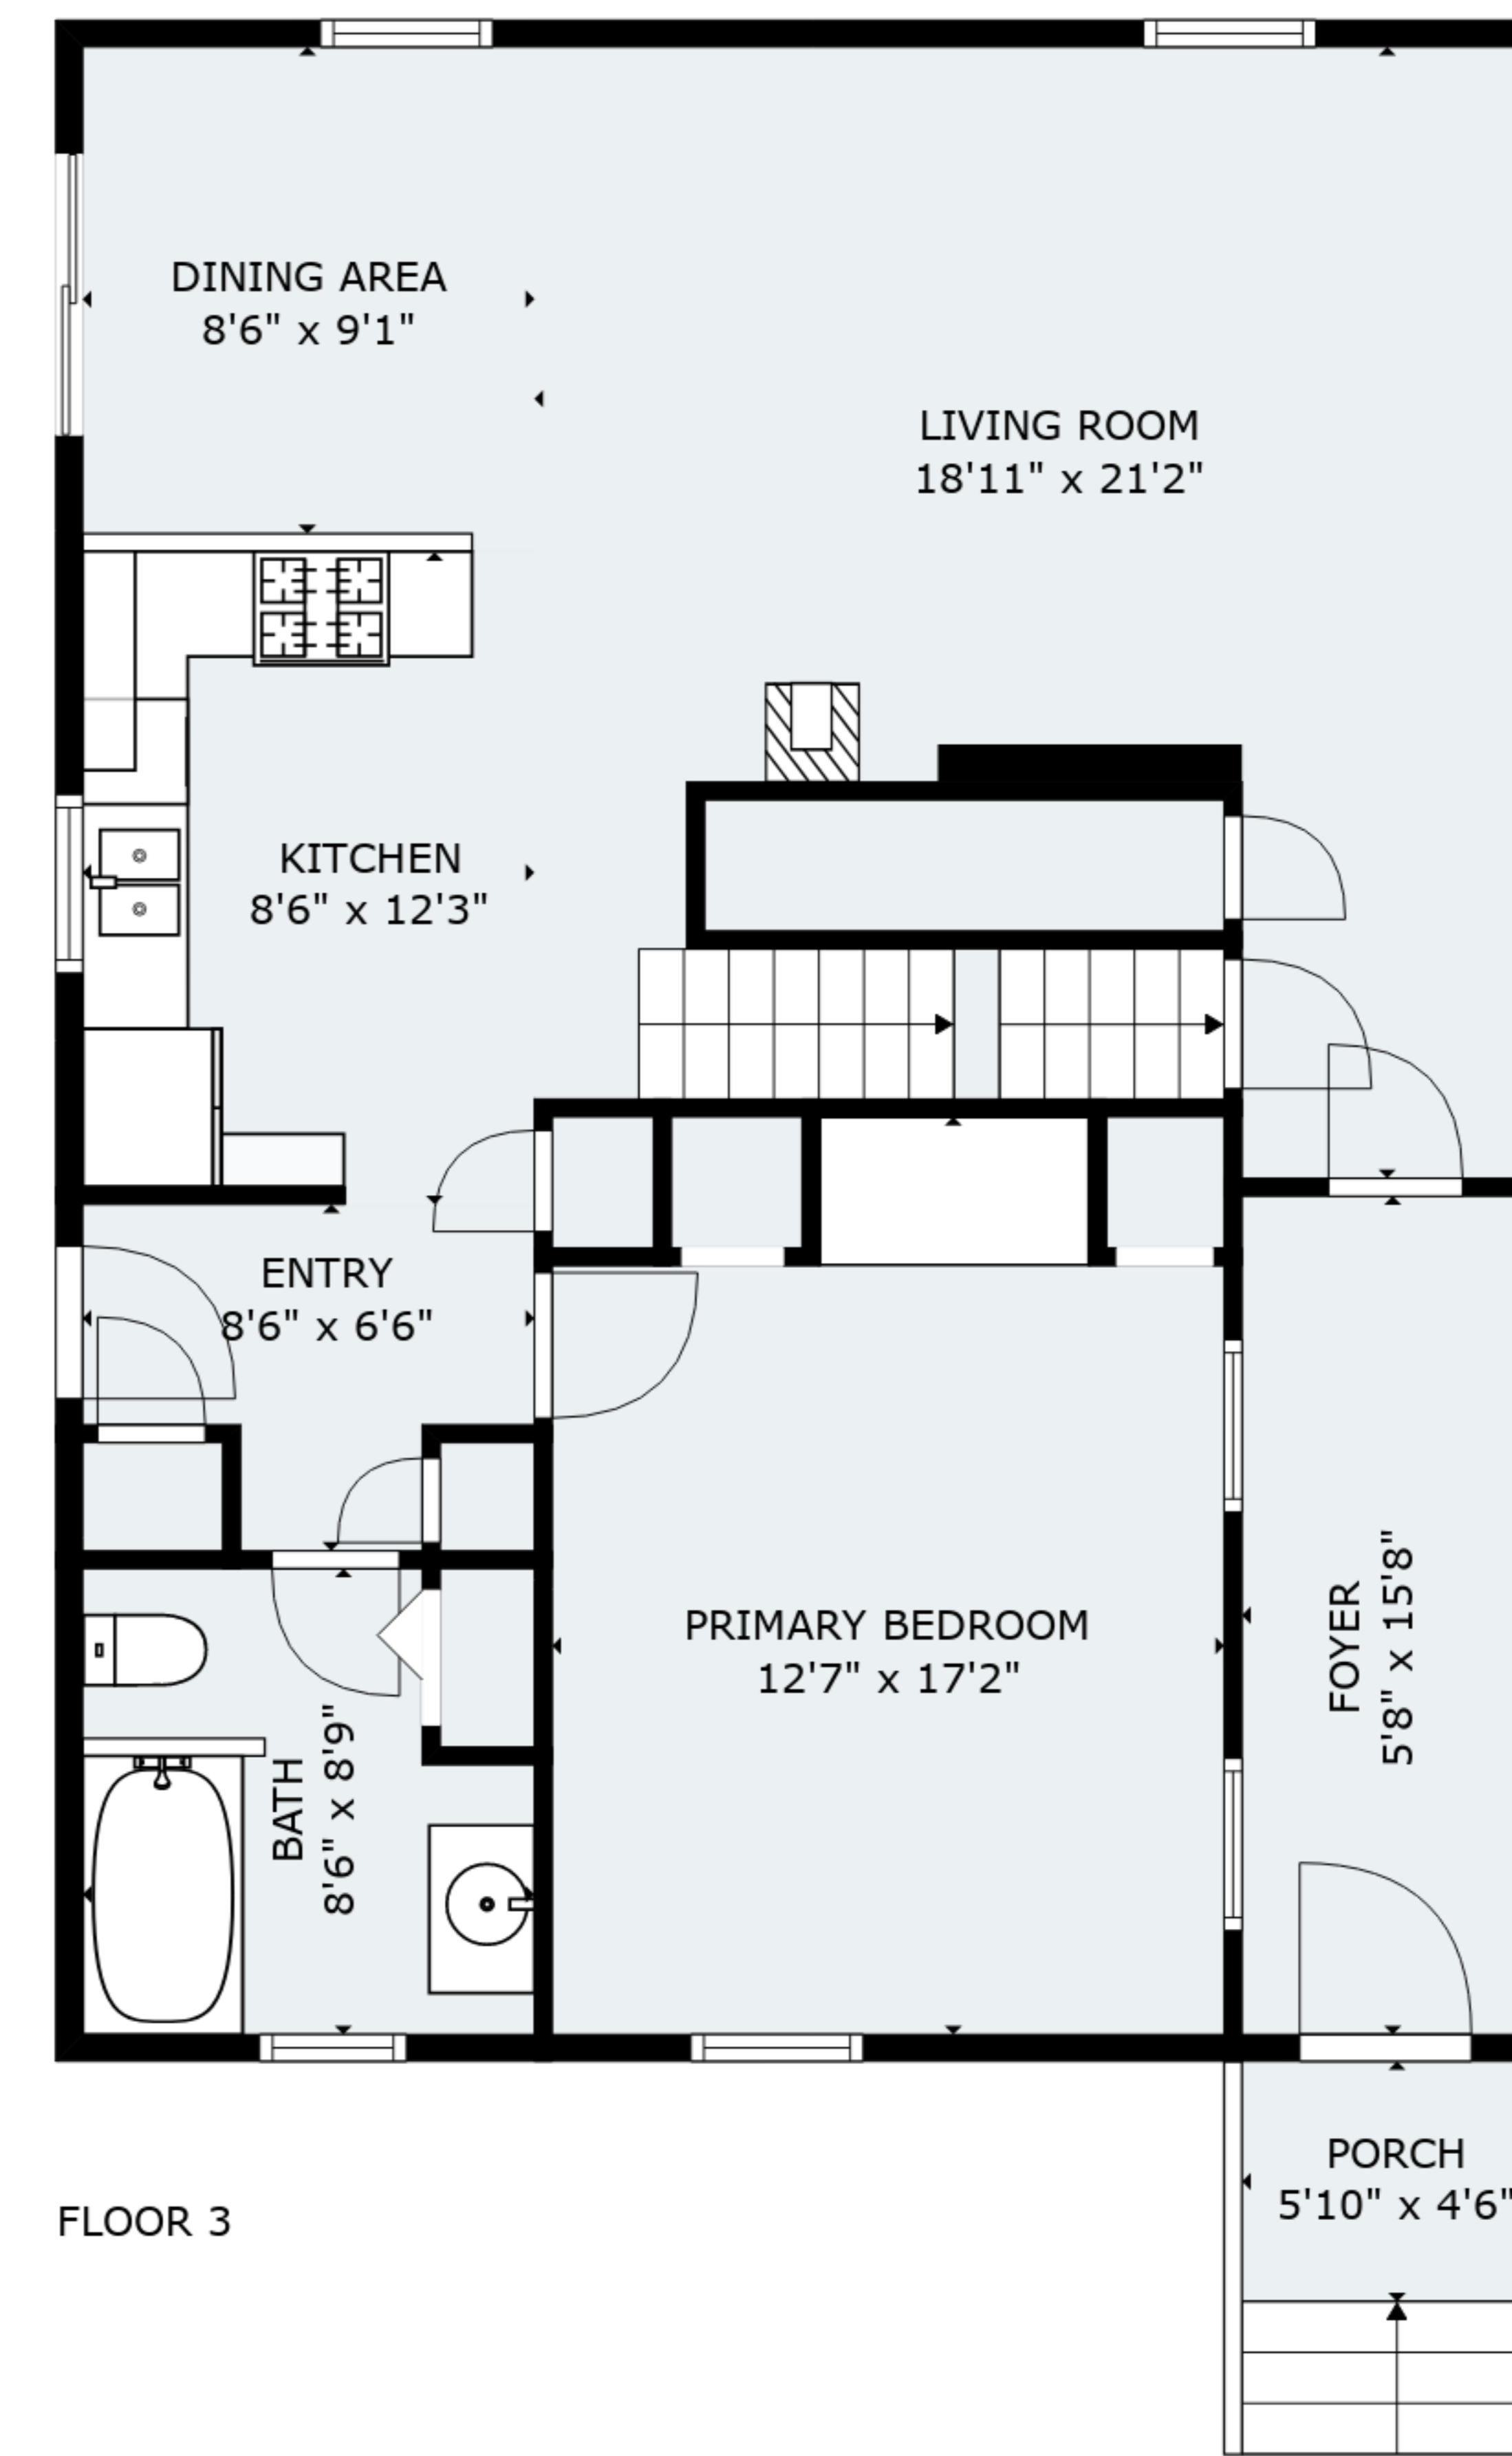 DINING AREA
8'6" x 9'1"
LIVING ROOM
18'11" x 21'2"
KITCHEN
8'6" x 12'3"
ENTRY
8'6" x 6'6"
PRIMARY BEDROOM
12'7" x 17'2"
FOYER
5'8" x 15'8"
BATH
8'6" x 8'9"
PORCH
5'10" x 4'6"
FLOOR 3